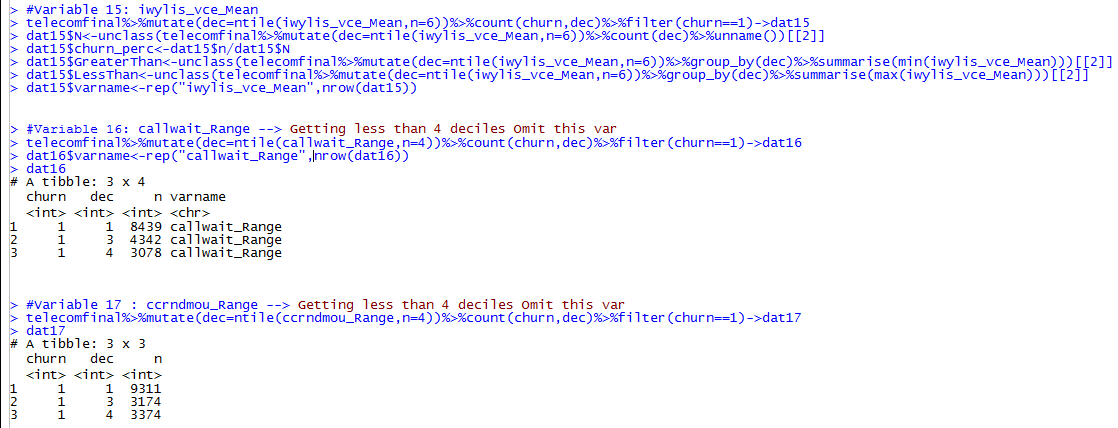 > #Variable 15: iwylis_vce_Mean
> telecomfinal%>%mutate(dec=ntile(iwylis_vce_Mean,n=6))%>%count(churn,dec)%>%filter(churn==1)->dat15
> dat15$N<-unclass(telecomfinal%>%mutate(dec=ntile(iwylis_vce_Mean,n=6))%>%count(dec)%>%unname())[[2]]
> dat15$churn_perc<-dat15$n/dat15$N
> dat15$GreaterThan<-unclass(telecomfinal%>%mutate(dec=ntile(iwylis_vce_Mean,n=6))%>%group_by(dec)%>%summarise(min(iwylis_vce_Mean)))[[2]]
> dat15$LessThan<-unclass(telecomfinal%>%mutate(dec=ntile(iwylis_vce_Mean,n=6))%>%group_by(dec)%>%summarise(max(iwylis_vce_Mean)))[[2]]
> dat15$varname<-rep("iwylis_vce_Mean",nrow(dat15))
> #Variable 16: callwait_Range --> Getting less than 4 deciles Omit this var
> telecomfinal%>%mutate(dec=ntile(callwait_Range,n=4))%>%count(churn,dec)%>%filter(churn==1)->dat16
> dat16$varname<-rep("callwait_Range",nrow(dat16))
> dat16
# A tibble: 3 x 4
churn dec n varname
<int> <int> <int> <chr>
1 1 1 8439 callwait_Range
2 1 3 4342 callwait_Range
3 1 4 3078 callwait_Range
> #Variable 17 : ccrndmou_Range --> Getting less than 4 deciles Omit this var
> telecomfinal%>%mutate(dec=ntile(ccrndmou_Range,n=4))%>%count(churn,dec)%>%filter(churn==1)->dat17
> dat17
# A tibble: 3 x 3
churn dec n
<int> <int> <int>
1 1 1 9311
2 1 3 3174
3 1 4 3374